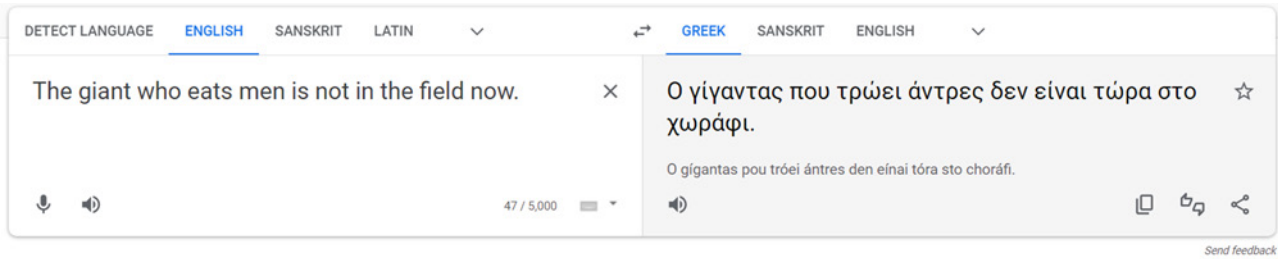 DETECT LANGUAGE ENGLISH SANSKRIT LATIN GREEK SANSKRIT ENGLISH
The giant who eats men is not in the field now.
Ο γίγαντας που τρώει άντρες δεν είναι τώρα στο
χωράφι.
O gígantas pou tróei ántres den eínai tóra sto choráfi.
47 / 5,000
Send feedback